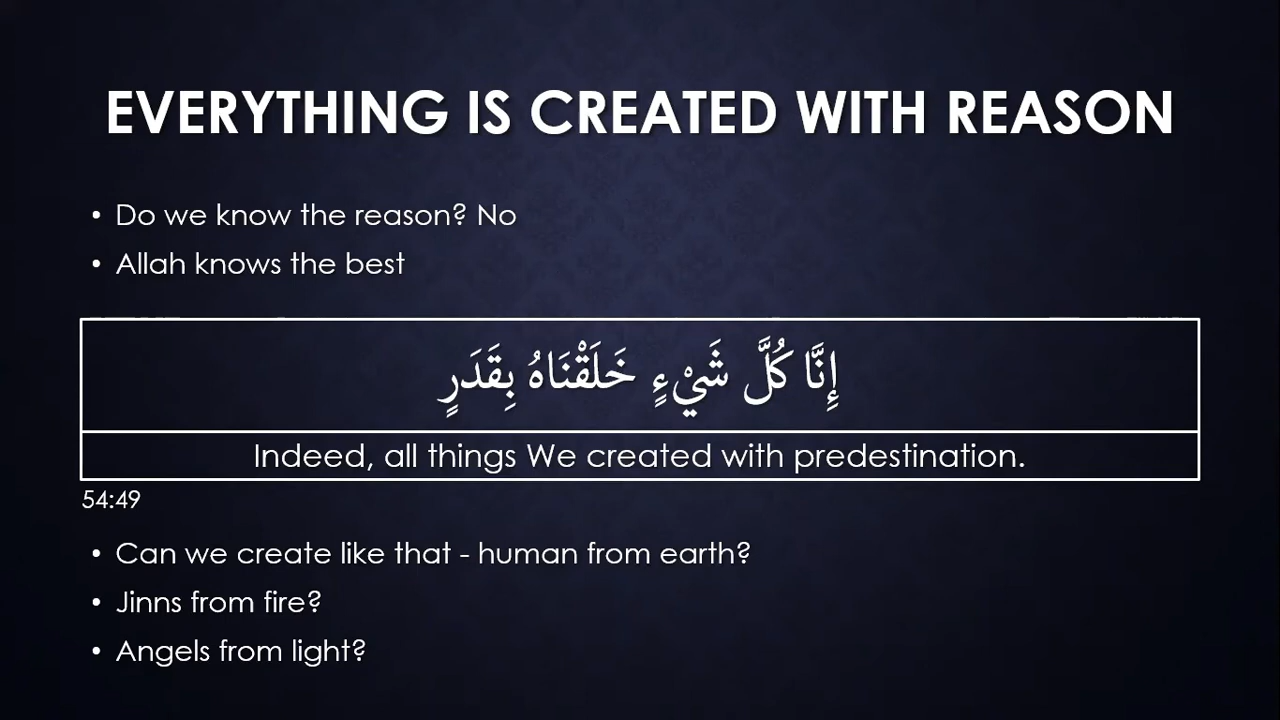 EVERYTHING IS CREATED WITH REASON
• Do we know the reason? No
• Allah knows the best
إِنَّا كُلَّ شَيْءٍ خَلَقْنَاهُ بِقَدَرٍ
Indeed, all things We created with predestination.
54:49
• Can we create like that - human from earth?
• Jinns from fire?
• Angels from light?